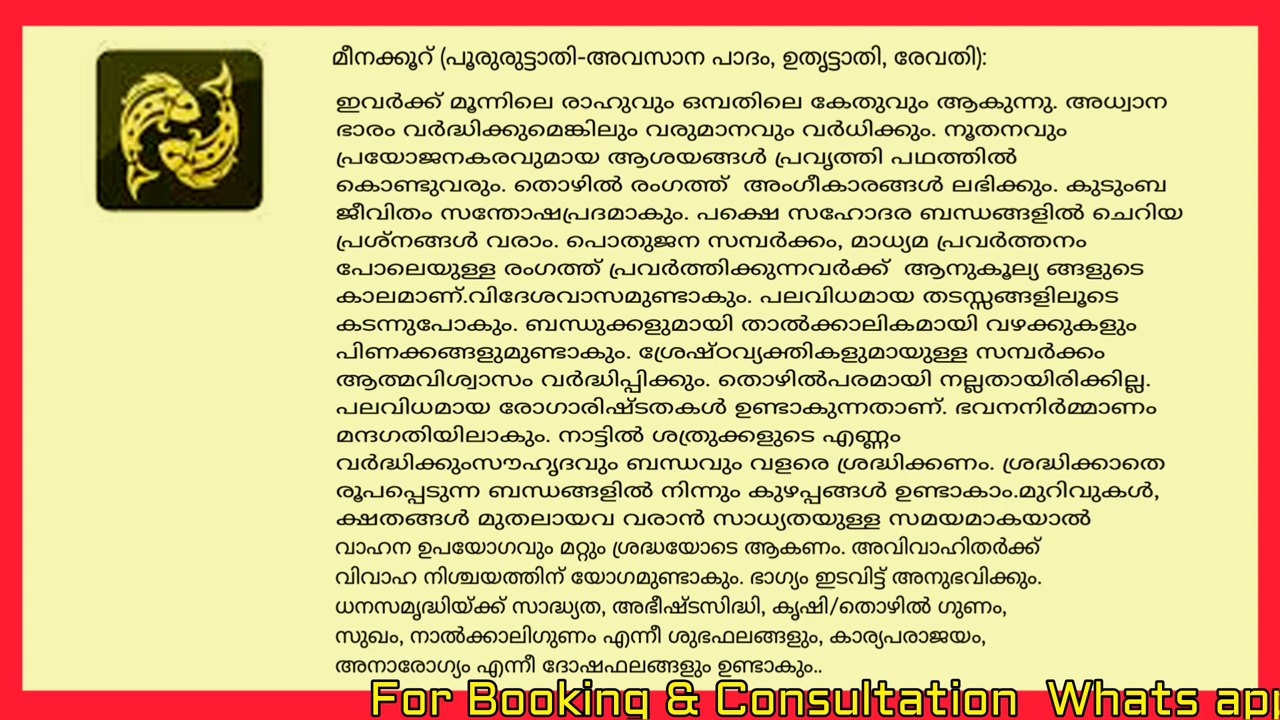 മീനക്കൂറ് (പൂരുരുട്ടാതി-അവസാന പാദം, ഉതൃട്ടാതി, രേവതി):
ഇവർക്ക് മൂന്നിലെ രാഹുവും ഒമ്പതിലെ കേതുവും ആകുന്നു. അധ്വാന
ഭാരം വർദ്ധിക്കുമെങ്കിലും വരുമാനവും വർധിക്കും. നൂതനവും
പ്രയോജനകരവുമായ ആശയങ്ങൾ പ്രവൃത്തി പഥത്തിൽ
കൊണ്ടുവരും. തൊഴിൽ രംഗത്ത് അംഗീകാരങ്ങൾ ലഭിക്കും. കുടുംബ
ജീവിതം സന്തോഷപ്രദമാകും. പക്ഷെ സഹോദര ബന്ധങ്ങളിൽ ചെറിയ
പ്രശ്നങ്ങൾ വരാം. പൊതുജന സമ്പർക്കം, മാധ്യമ പ്രവർത്തനം
പോലെയുള്ള രംഗത്ത് പ്രവർത്തിക്കുന്നവർക്ക് ആനുകൂല്യ ങ്ങളുടെ
കാലമാണ്.വിദേശവാസമുണ്ടാകും. പലവിധമായ തടസ്സങ്ങളിലൂടെ
കടന്നുപോകും. ബന്ധുക്കളുമായി താൽക്കാലികമായി വഴക്കുകളും
പിണക്കങ്ങളുമുണ്ടാകും. ശ്രേഷ്ഠവ്യക്തികളുമായുള്ള സമ്പർക്കം
ആത്മവിശ്വാസം വർദ്ധിപ്പിക്കും. തൊഴിൽപരമായി നല്ലതായിരിക്കില്ല.
പലവിധമായ രോഗാരിഷ്ടതകൾ ഉണ്ടാകുന്നതാണ്. ഭവനനിർമ്മാണം
മന്ദഗതിയിലാകും. നാട്ടിൽ ശത്രുക്കളുടെ എണ്ണം
വർദ്ധിക്കുംസൗഹൃദവും ബന്ധവും വളരെ ശ്രദ്ധിക്കണം. ശ്രദ്ധിക്കാതെ
രൂപപ്പെടുന്ന ബന്ധങ്ങളിൽ നിന്നും കുഴപ്പങ്ങൾ ഉണ്ടാകാം.മുറിവുകൾ,
ക്ഷതങ്ങൾ മുതലായവ വരാൻ സാധ്യതയുള്ള സമയമാകയാൽ
വാഹന ഉപയോഗവും മറ്റും ശ്രദ്ധയോടെ ആകണം. അവിവാഹിതർക്ക്
വിവാഹ നിശ്ചയത്തിന് യോഗമുണ്ടാകും. ഭാഗ്യം ഇടവിട്ട് അനുഭവിക്കും.
ധനസമൃദ്ധിയ്ക്ക് സാദ്ധ്യത, അഭീഷ്ടസിദ്ധി, കൃഷി/തൊഴിൽ ഗുണം,
സുഖം, നാൽക്കാലിഗുണം എന്നീ ശുഭഫലങ്ങളും, കാര്യപരാജയം,
അനാരോഗ്യം എന്നീ ദോഷഫലങ്ങളും ഉണ്ടാകും..
For Booking & Consultation Whats app